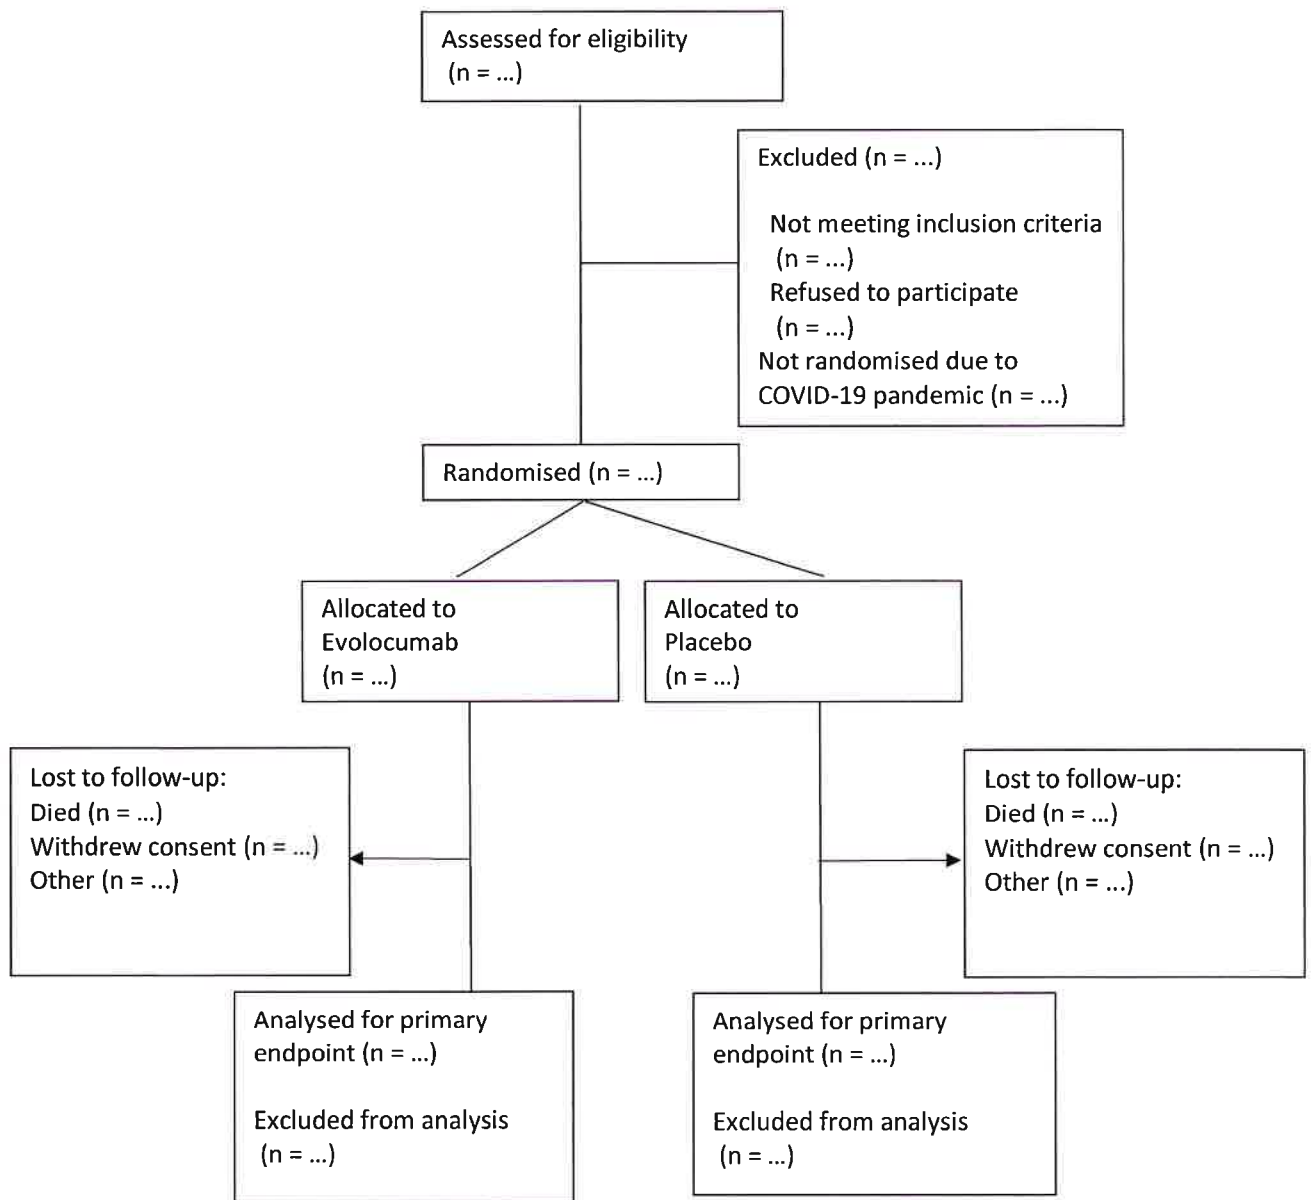 Assessed for eligibility
(n = ...)
Excluded (n = ...)
Not meeting inclusion criteria
(n = ...)
Refused to participate
(n = ...)
Not randomised due to
COVID-19 pandemic (n = ...)
Randomised (n = ...)
Allocated to
Evolocumab
(n = ...)
Allocated to
Placebo
(n = ...)
Lost to follow-up:
Died (n = ...)
Withdrew consent (n = ...)
Other (n = ...)
Lost to follow-up:
Died (n = ...)
Withdrew consent (n = ...)
Other (n = ...)
Analysed for primary
endpoint (n = ...)
Excluded from analysis
(n = ...)
Analysed for primary
endpoint (n = ...)
Excluded from analysis
(n = ...)